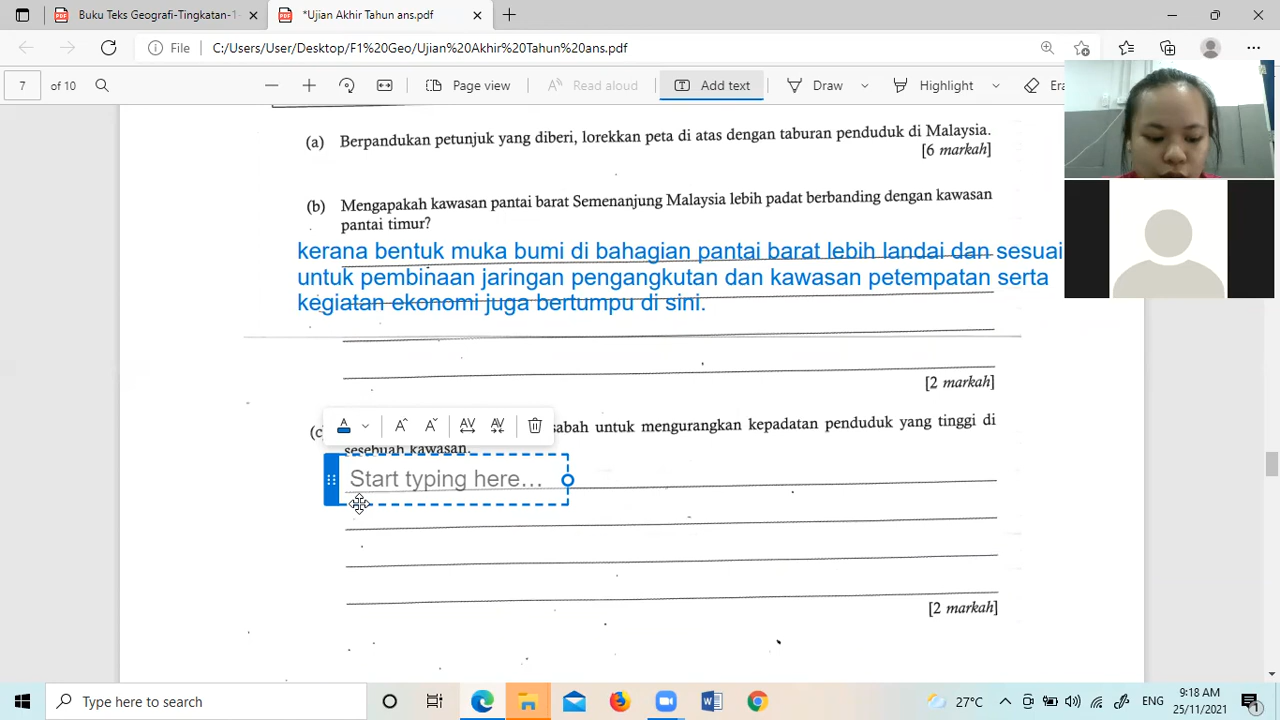 Buku Teks Geografi-Tingkatan-1-
*Ujian Akhir Tahun ans.pdf
File
C:/Users/User/Desktop/F1%20Geo/Ujian%20Akhir%20Tahun%20ans.pdf
7 of 10
Page view
Read aloud
Add text
Draw
Highlight
Era
(a) Berpandukan petunjuk yang diberi, lorekkan peta di atas dengan taburan penduduk di Malaysia.
[6 markah]
(b) Mengapakah kawasan pantai barat Semenanjung Malaysia lebih padat berbanding dengan kawasan
pantai timur?
kerana bentuk muka bumi di bahagian pantai barat lebih landai dan sesuai
untuk pembinaan jaringan pengangkutan dan kawasan petempatan serta
kegiatan ekonomi juga bertumpu di sini.
[2 markah]
(c sabah untuk mengurangkan kepadatan penduduk yang tinggi di
sesebuah kawasan.
Start typing here...
[2 markah]
Type here to search
27°C
ENG
9:18 AM
25/11/2021